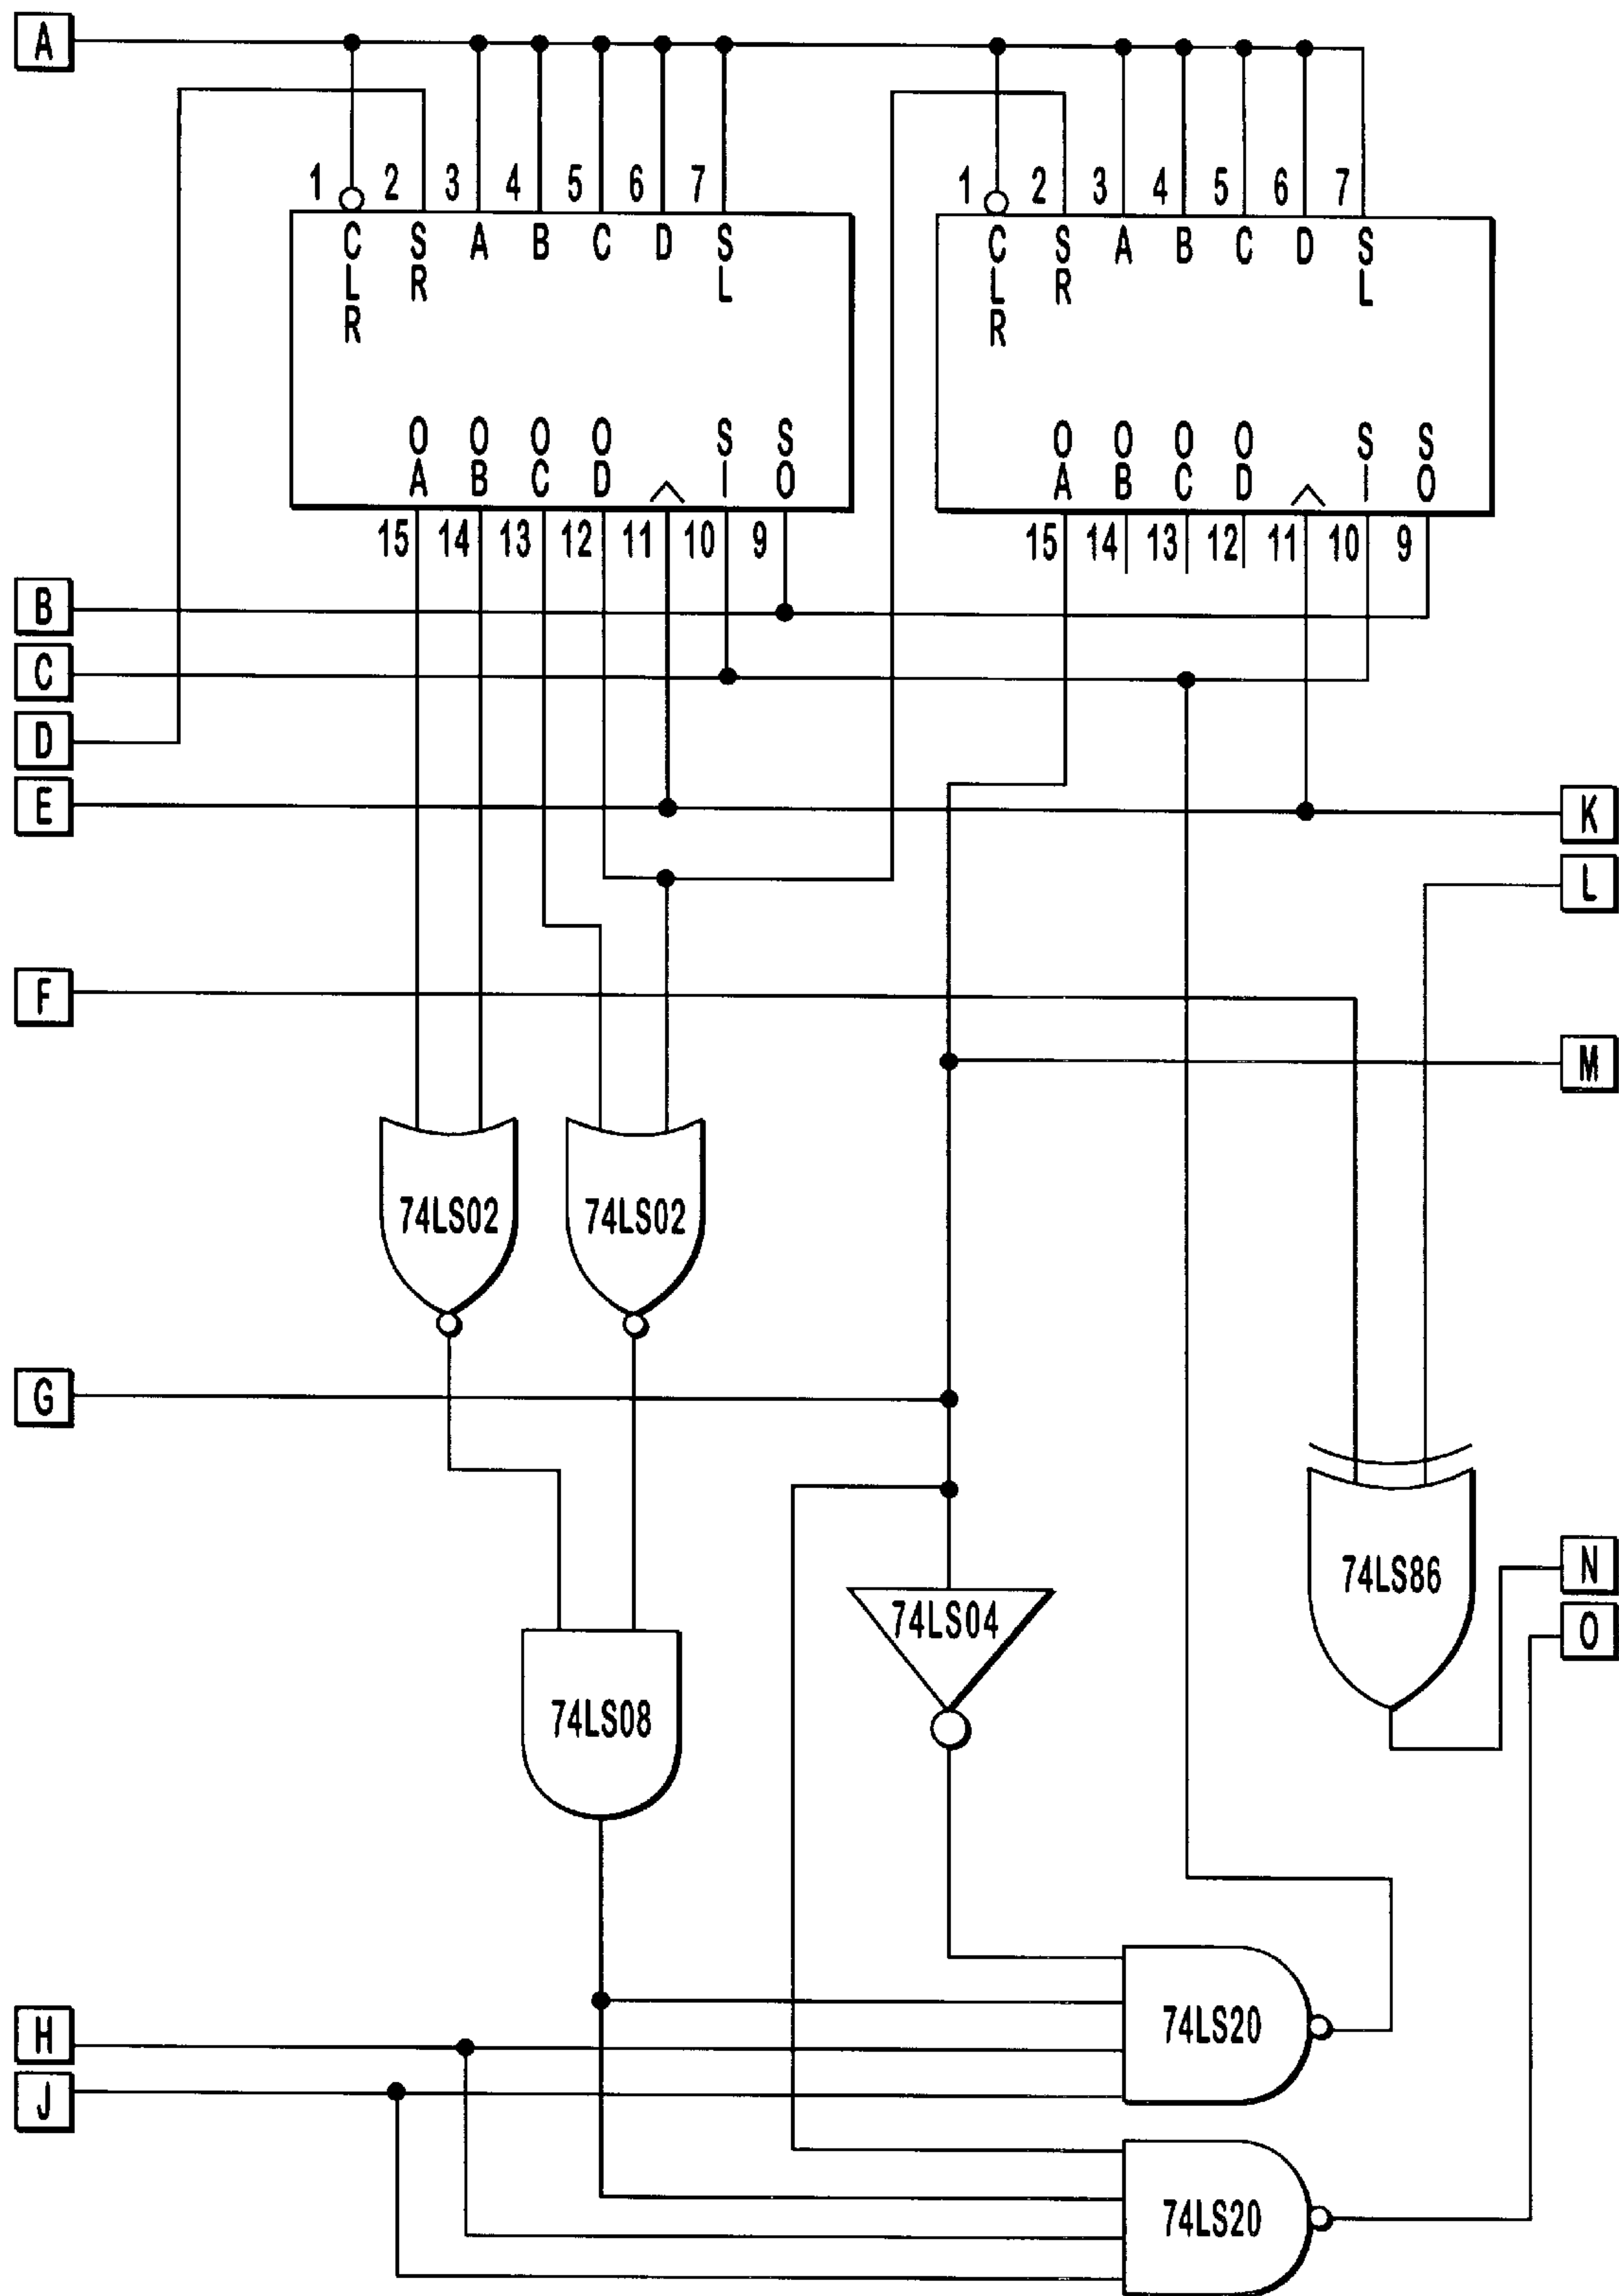 A
1 2 3 4 5 6 7
1 2 3 4 5 6 7
CLR SR A B C D SL
CLR SR A B C D SL
OA OB OC OD SI SO
OA OB OC OD SI SO
15 14 13 12 11 10 9
15 14 13 12 11 10 9
B
C
D
E
K
L
F
M
74LS02 74LS02
G
74LS86
N
74LS04
O
74LS08
H
74LS20
J
74LS20